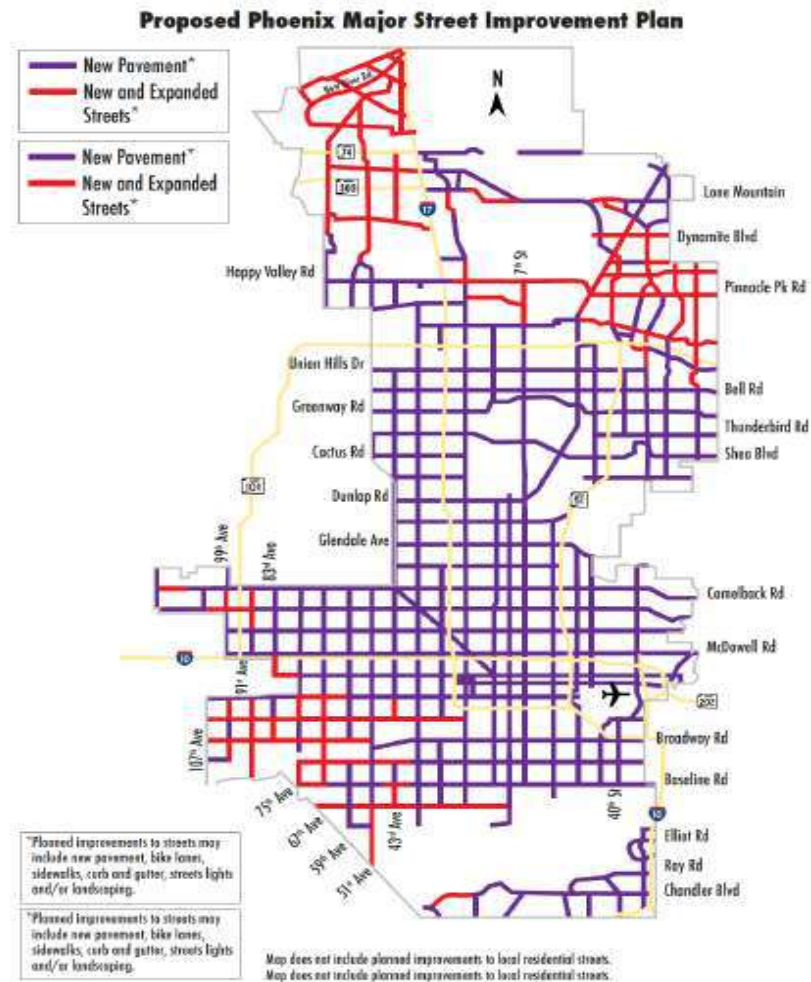 Proposed Phoenix Major Street Improvement Plan
New Pavement*
New and Expanded
Streets*
New Pavement*
New and Expanded
Streets*
N
New River Rd
74
303
17
Lone Mountain
Dynamite Blvd
7th St
Happy Valley Rd
Pinnacle Pk Rd
Union Hills Dr
Bell Rd
Greenway Rd
Thunderbird Rd
Cactus Rd
Shea Blvd
101
Dunlap Rd
51
Glendale Ave
99th Ave
83rd Ave
Camelback Rd
McDowell Rd
10
91st Ave
202
107th Ave
Broadway Rd
Baseline Rd
75th Ave
67th Ave
59th Ave
51st Ave
43rd Ave
40th St
10
Elliot Rd
Ray Rd
Chandler Blvd
*Planned improvements to streets may
include new pavement, bike lanes,
sidewalks, curb and gutter, streets lights
and/or landscaping.
*Planned improvements to streets may
include new pavement, bike lanes,
sidewalks, curb and gutter, streets lights
and/or landscaping.
Map does not include planned improvements to local residential streets.
Map does not include planned improvements to local residential streets.